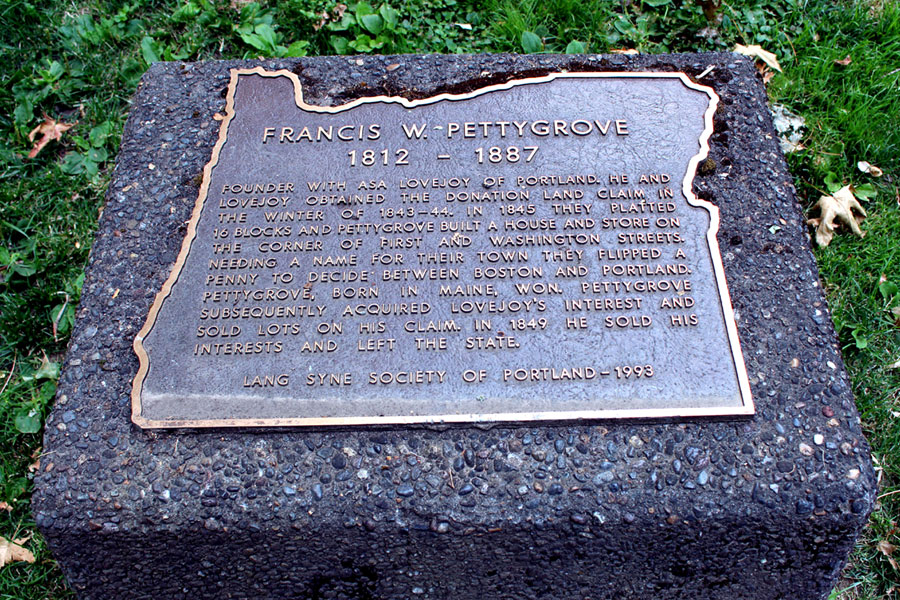 FRANCIS W. PETTYGROVE
1812 – 1887
FOUNDER WITH ASA LOVEJOY OF PORTLAND. HE AND
LOVEJOY OBTAINED THE DONATION LAND CLAIM IN
THE WINTER OF 1843-44. IN 1845 THEY PLATTED
16 BLOCKS AND PETTYGROVE BUILT A HOUSE AND STORE ON
THE CORNER OF FIRST AND WASHINGTON STREETS.
NEEDING A NAME FOR THEIR TOWN THEY FLIPPED A
PENNY TO DECIDE BETWEEN BOSTON AND PORTLAND.
PETTYGROVE, BORN IN MAINE, WON. PETTYGROVE
SUBSEQUENTLY ACQUIRED LOVEJOY'S INTEREST AND
SOLD LOTS ON HIS CLAIM. IN 1849 HE SOLD HIS
INTERESTS AND LEFT THE STATE.
LANG SYNE SOCIETY OF PORTLAND – 1993